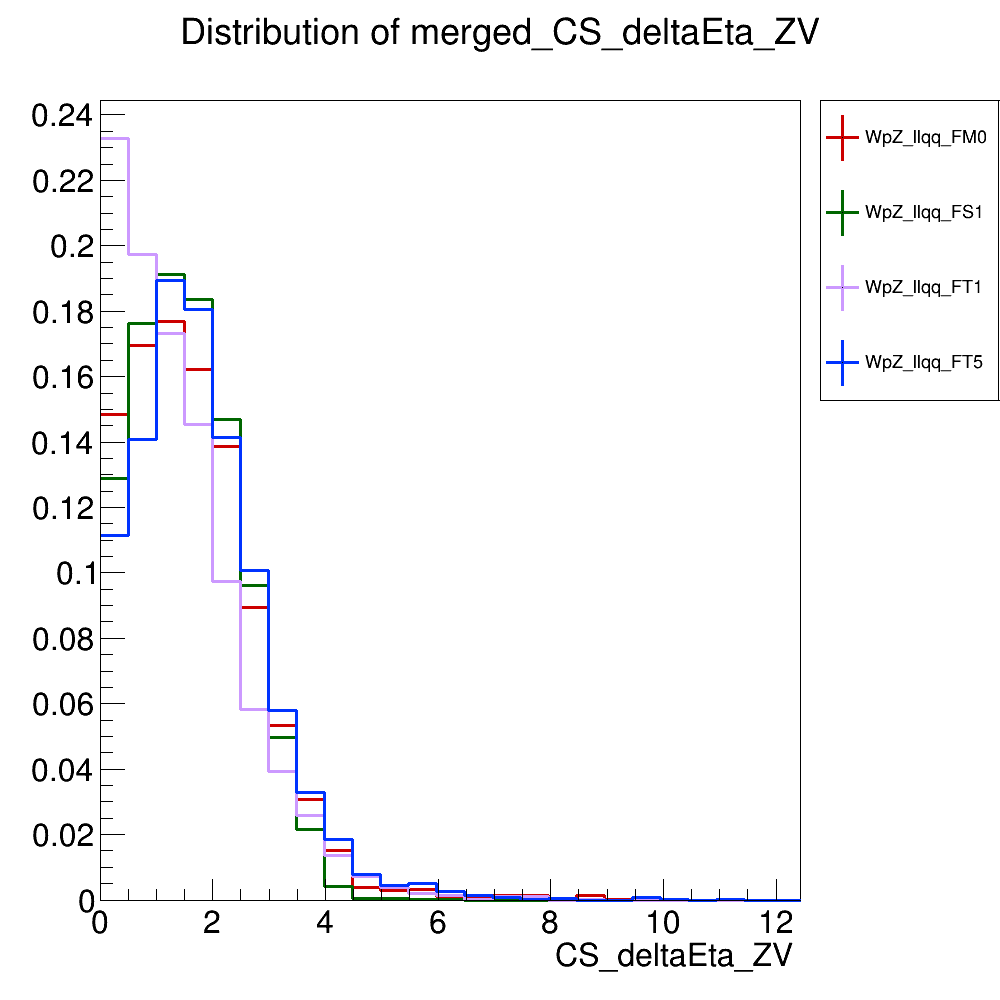 Distribution of merged_CS_deltaEta_ZV
0.24
0.22
0.2
0.18
0.16
0.14
0.12
0.1
0.08
0.06
0.04
0.02
0
0 2 4 6 8 10 12
CS_deltaEta_ZV
WpZ_llqq_FM0
WpZ_llqq_FS1
WpZ_llqq_FT1
WpZ_llqq_FT5